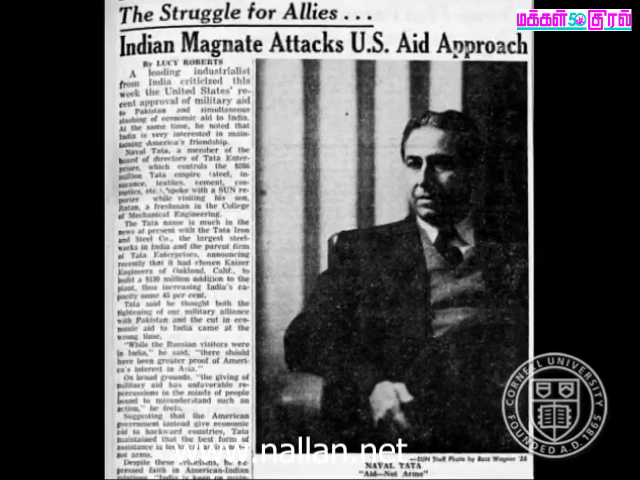 The Struggle for Allies . . .
Indian Magnate Attacks U.S. Aid Approach
மக்கள் குரல்
By LUCY ROBERTS
A leading industrialist
from India criticized this
week the United States' re-
cent approval of military aid
to Pakistan and simultaneous
slashing of economic aid to India.
At the same time, he noted that
India is very interested in main-
taining America's friendship.
Naval Tata, a member of the
board of directors of Tata Enter-
prises, which controls the
million Tata empire (steel, in-
surance, textiles, cement, cos-
metics, etc.), spoke with a SUN re-
porter while visiting his son,
Ratan, a freshman in the College
of Mechanical Engineering.
The Tata name is much in the
news at present with the Tata Iron
and Steel Co., the largest steel-
works in India and the parent firm
of Tata Enterprises, announcing
recently that it had chosen Kaiser
Engineers of Oakland, Calif., to
build a $130 million addition to the
plant, thus increasing India's ca-
pacity some 45 per cent.
Tata said he thought both the
tightening of our military alliance
with Pakistan and the cut in eco-
nomic aid to India came at the
wrong time.
"While the Russian visitors were
in India," he said, "there should
have been greater proof of Ameri-
ca's interest in Asia."
On broad grounds, "the giving of
military aid has unfavorable re-
percussions in the minds of people
bound to misunderstand such an
action," he feels.
Suggesting that the American
government instead give economic
aid to backward countries, Tata
maintained that the best form of
assistance is
not arms.
Despite these criticisms, he ex-
pressed faith in American-Indian
—SUN Staff Photo by Bass Wagner '55
NAVAL TATA
"Aid—Not Arms"
www.nallan.net
CORNELL UNIVERSITY
FOUNDED A.D. 1865